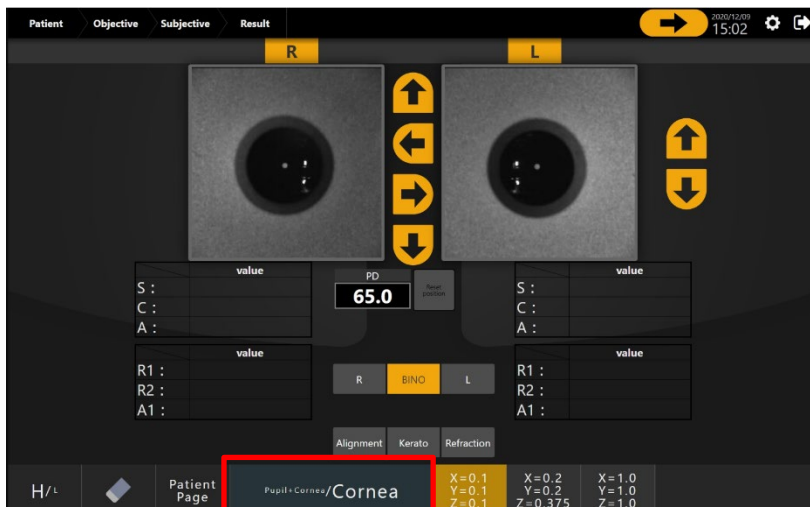 Patient Objective Subjective Result
2020/12/09
15:02
R L
value
S :
C :
A :
PD
65.0
Reset position
value
S :
C :
A :
value
R1 :
R2 :
A1 :
R BINO L
value
R1 :
R2 :
A1 :
Alignment Kerato Refraction
H/L
Patient
Page
Pupil+Cornea/Cornea
X=0.1
Y=0.1
Z=0.1
X=0.2
Y=0.2
Z=0.375
X=1.0
Y=1.0
Z=1.0